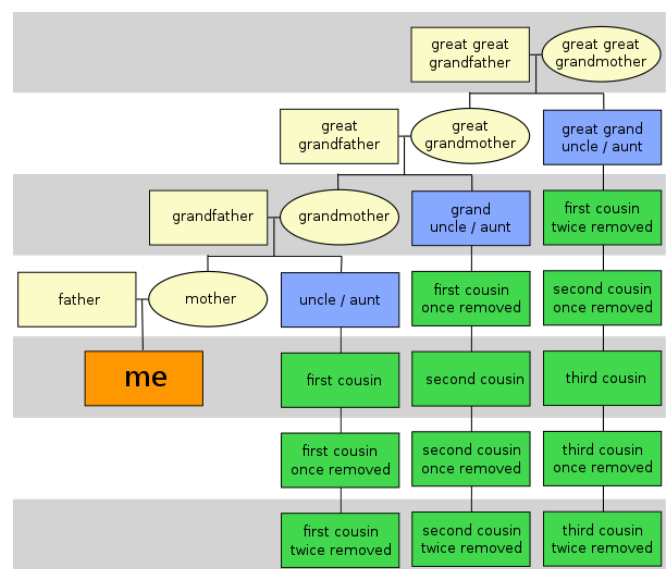 great great
grandfather
great great
grandmother
great
grandfather
great
grandmother
great grand
uncle / aunt
grandfather
grandmother
grand
uncle / aunt
first cousin
twice removed
father
mother
uncle / aunt
first cousin
once removed
second cousin
once removed
me
first cousin
second cousin
third cousin
first cousin
once removed
second cousin
once removed
third cousin
once removed
first cousin
twice removed
second cousin
twice removed
third cousin
twice removed